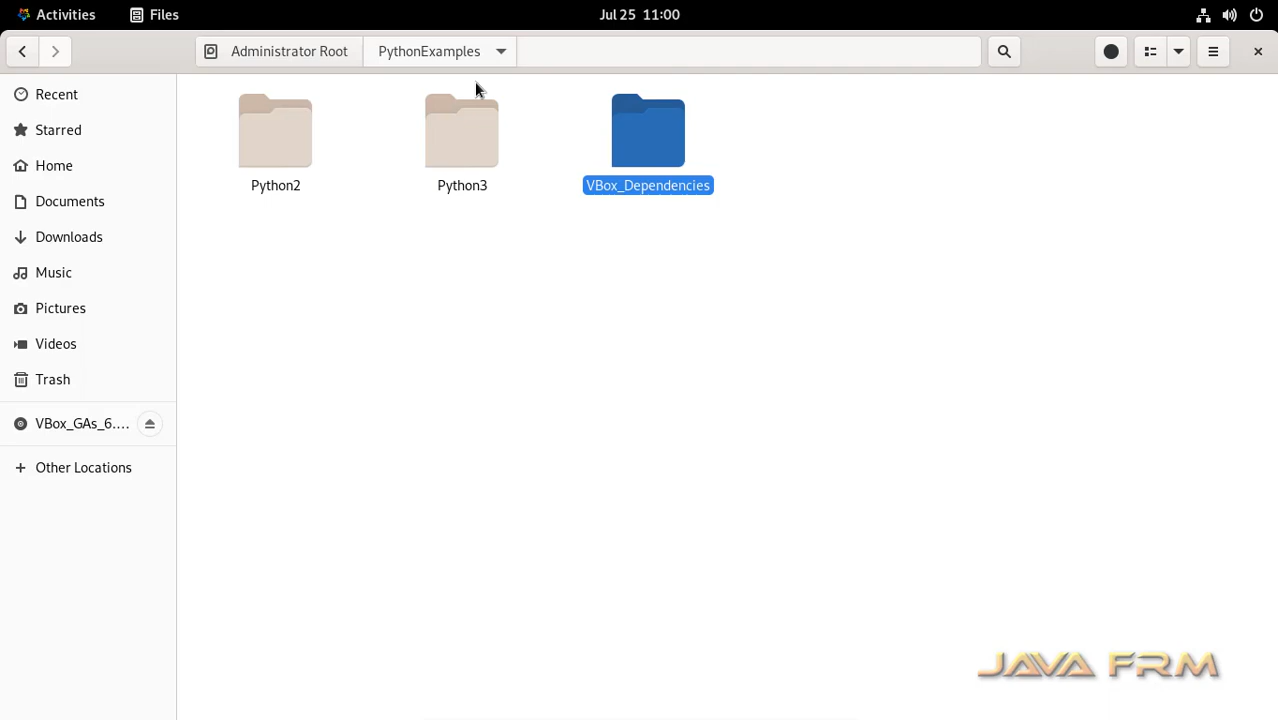 Activities
Files
Jul 25 11:00
Administrator Root
PythonExamples
Recent
Starred
Home
Documents
Downloads
Music
Pictures
Videos
Trash
VBox_GAs_6....
Other Locations
Python2
Python3
VBox_Dependencies
JAVA FRM